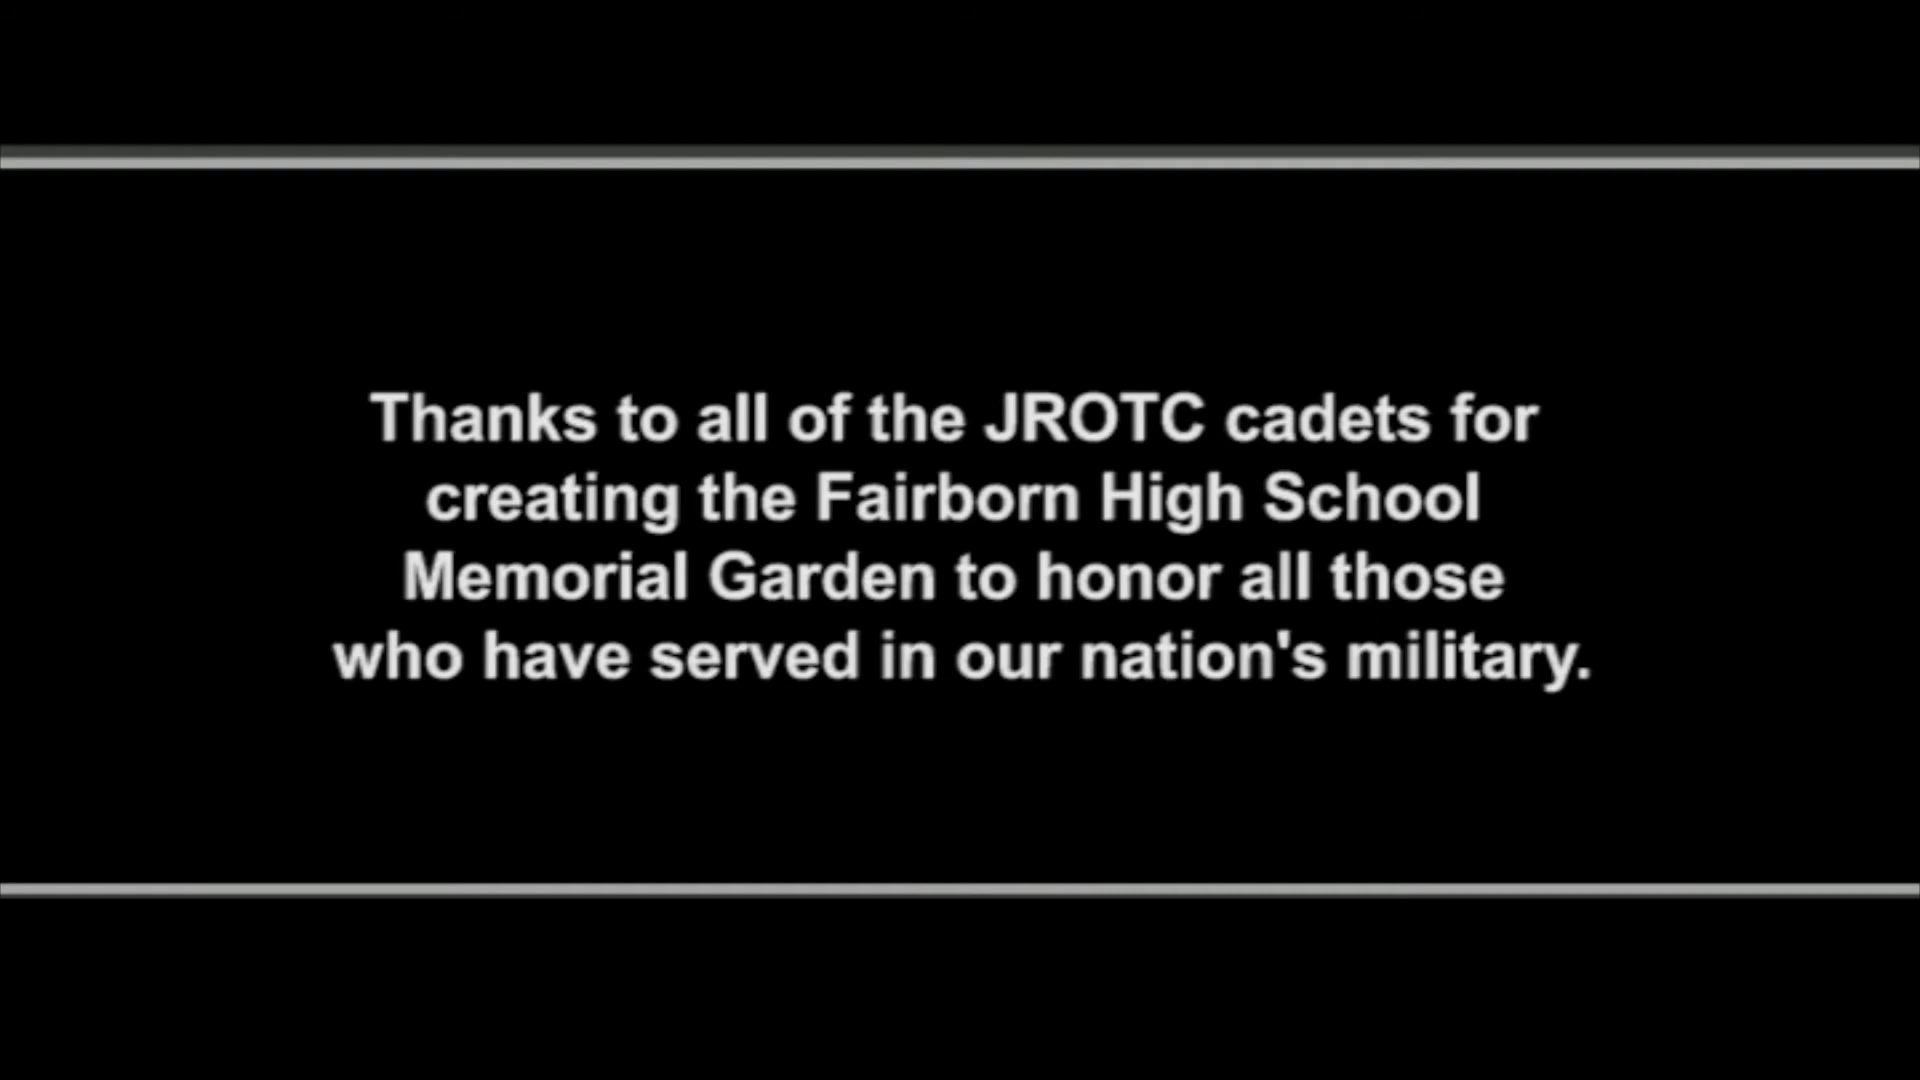 Thanks to all of the JROTC cadets for
creating the Fairborn High School
Memorial Garden to honor all those
who have served in our nation's military.